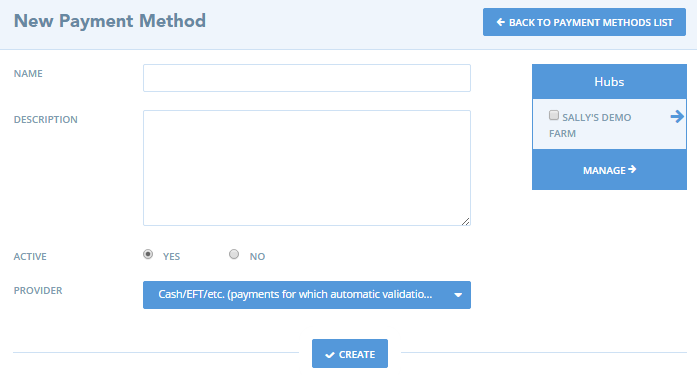 New Payment Method
BACK TO PAYMENT METHODS LIST
NAME
DESCRIPTION
ACTIVE
YES
NO
PROVIDER
Cash/EFT/etc. (payments for which automatic validatio...
CREATE
Hubs
SALLY'S DEMO
FARM
MANAGE